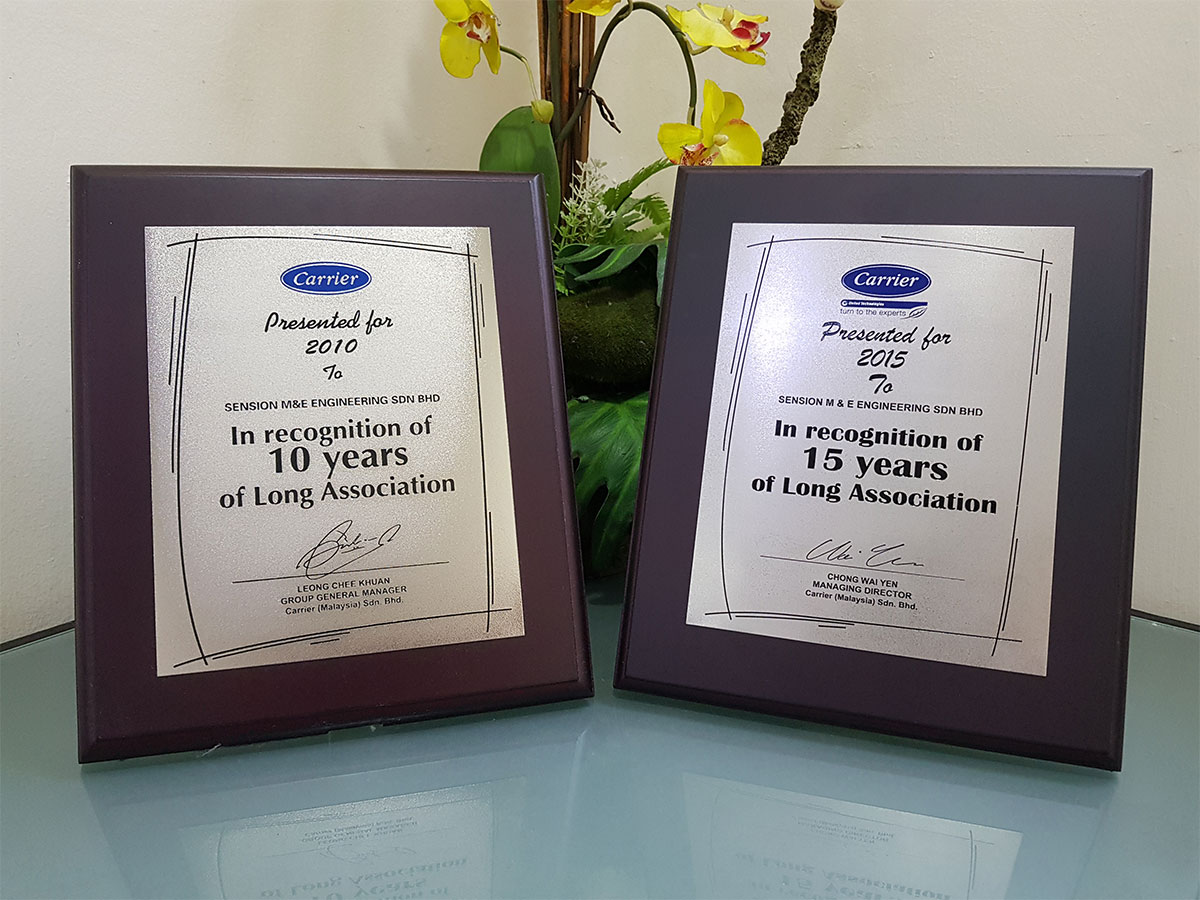 Carrier
Presented for
2010
To
SENSION M&E ENGINEERING SDN BHD
In recognition of
10 years
of Long Association
LEONG CHEE KHUAN
GROUP GENERAL MANAGER
Carrier (Malaysia) Sdn. Bhd.
Carrier
United Technologies
turn to the experts
Presented for
2015
To
SENSION M & E ENGINEERING SDN BHD
In recognition of
15 years
of Long Association
CHONG WAI YEN
MANAGING DIRECTOR
Carrier (Malaysia) Sdn. Bhd.